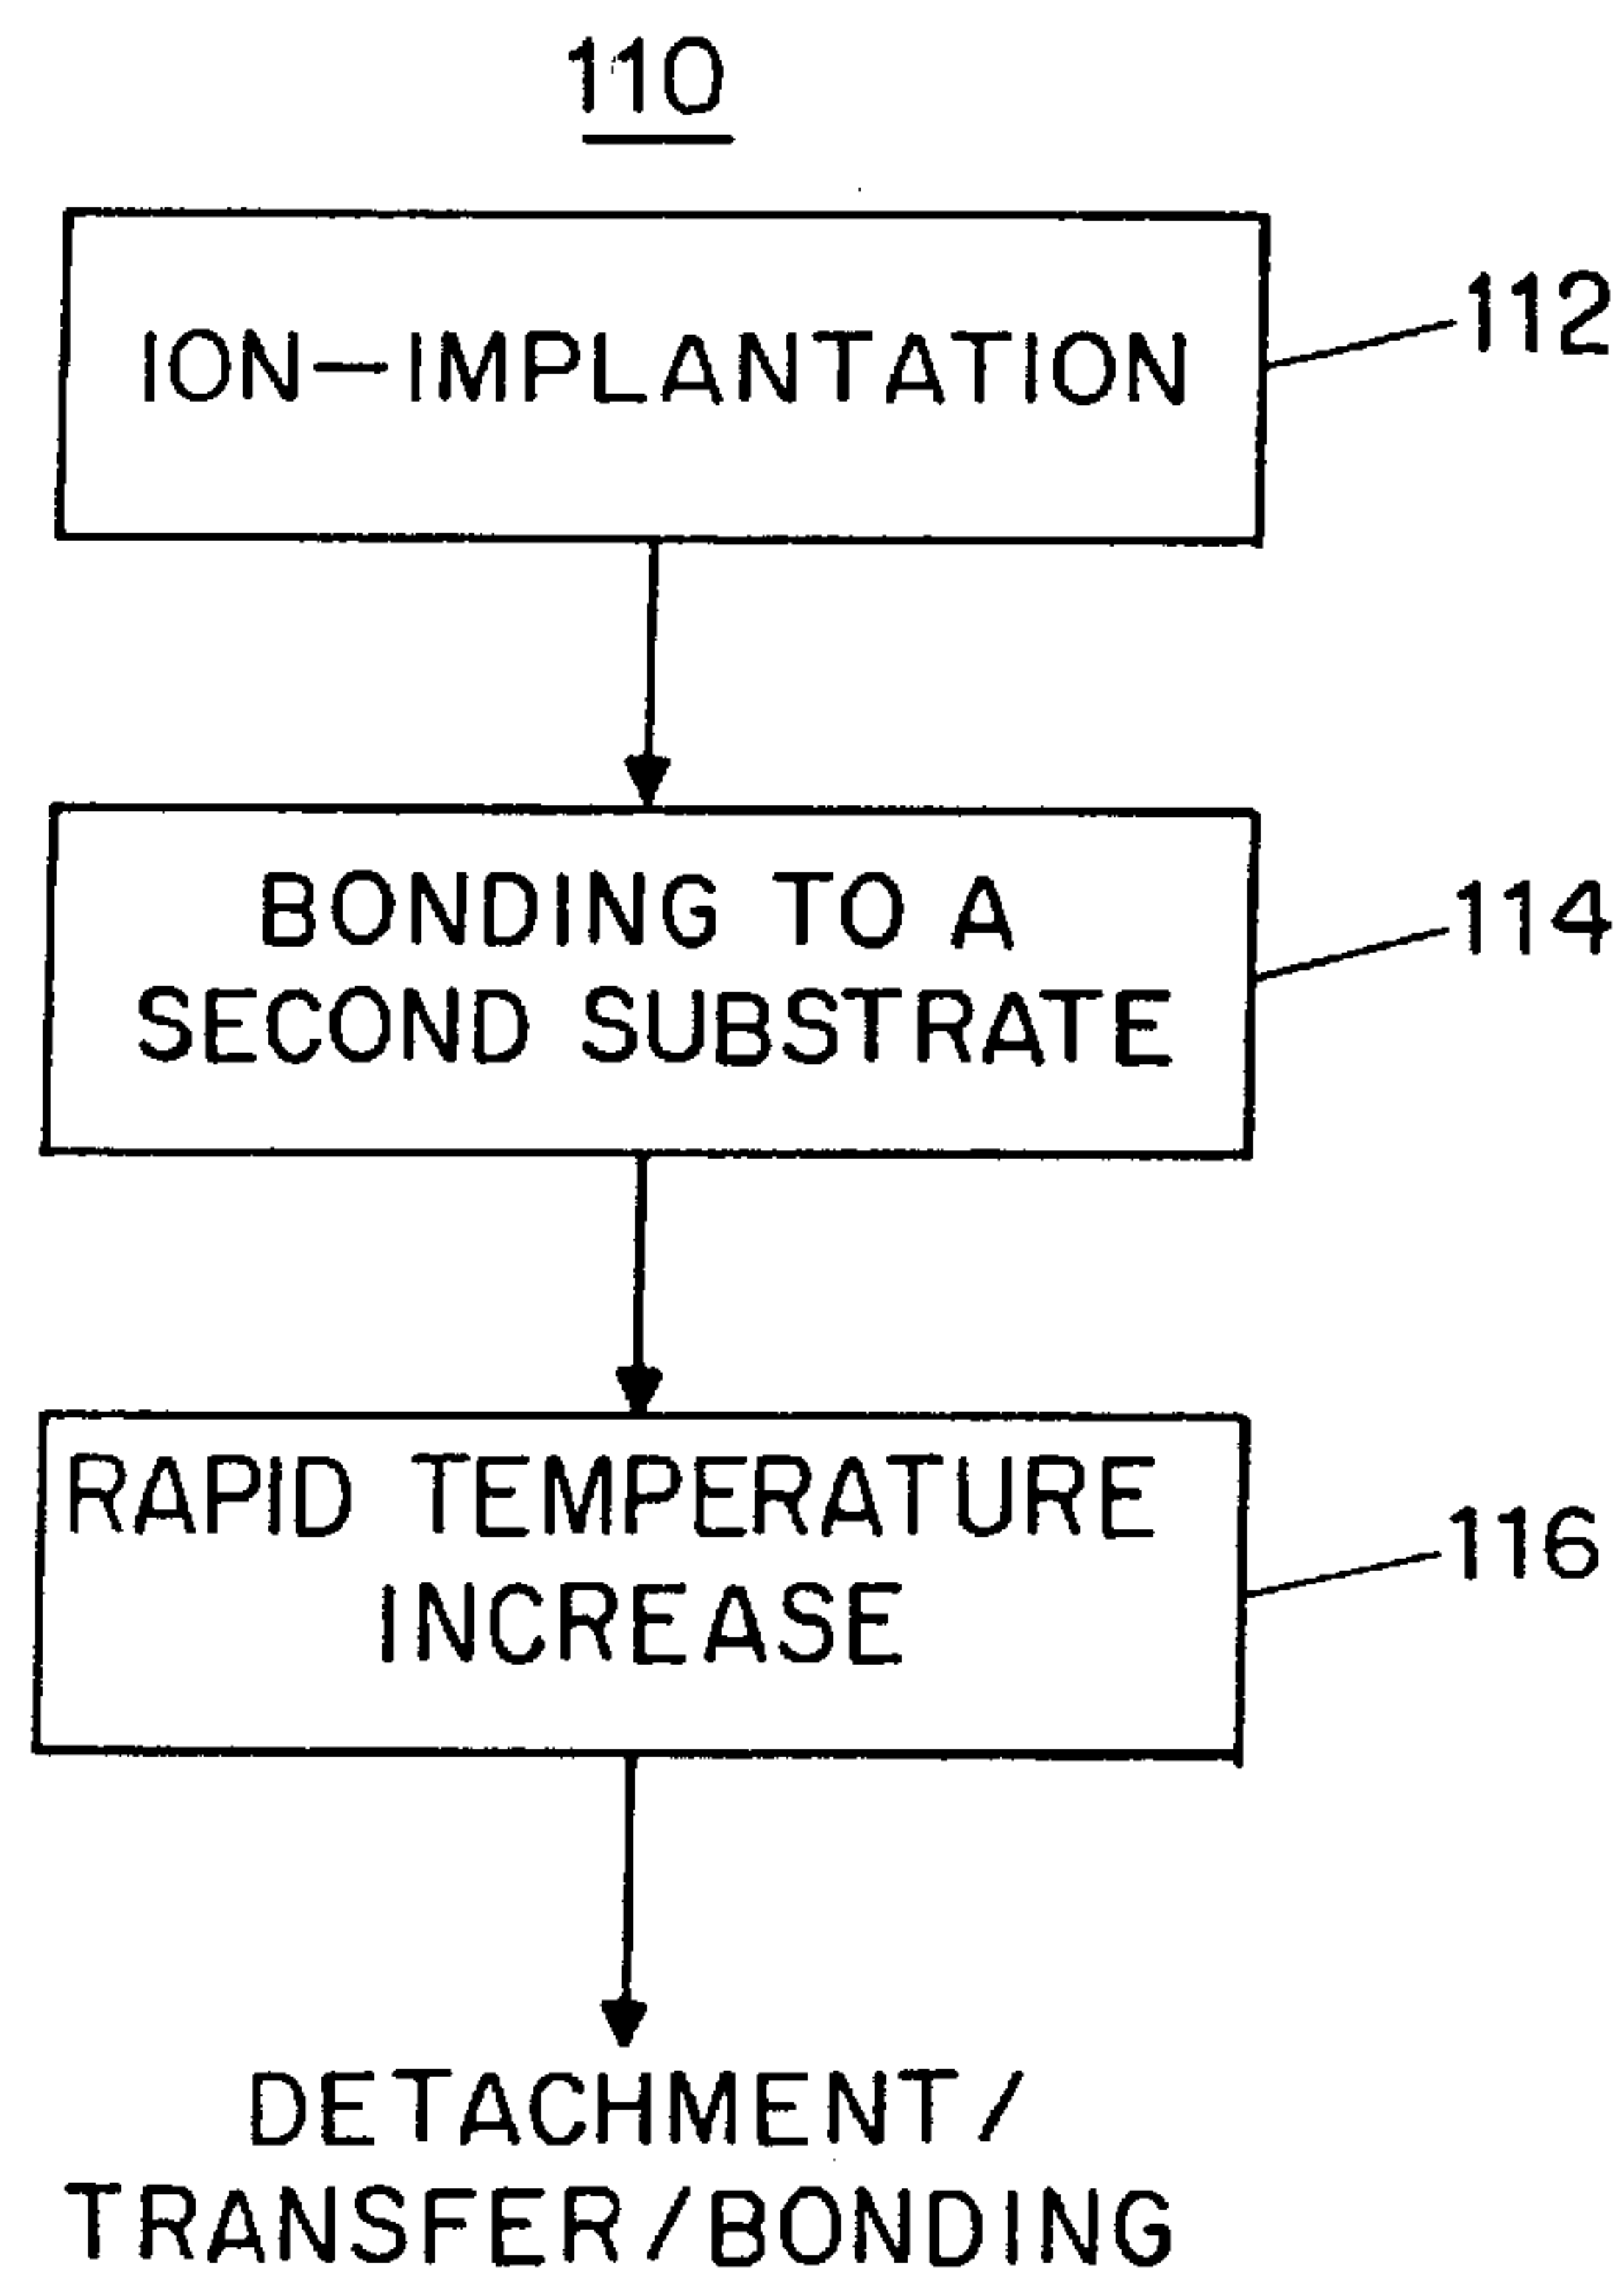 110
ION-IMPLANTATION
112
BONDING TO A
SECOND SUBSTRATE
114
RAPID TEMPERATURE
INCREASE
116
DETACHMENT/
TRANSFER/BONDING